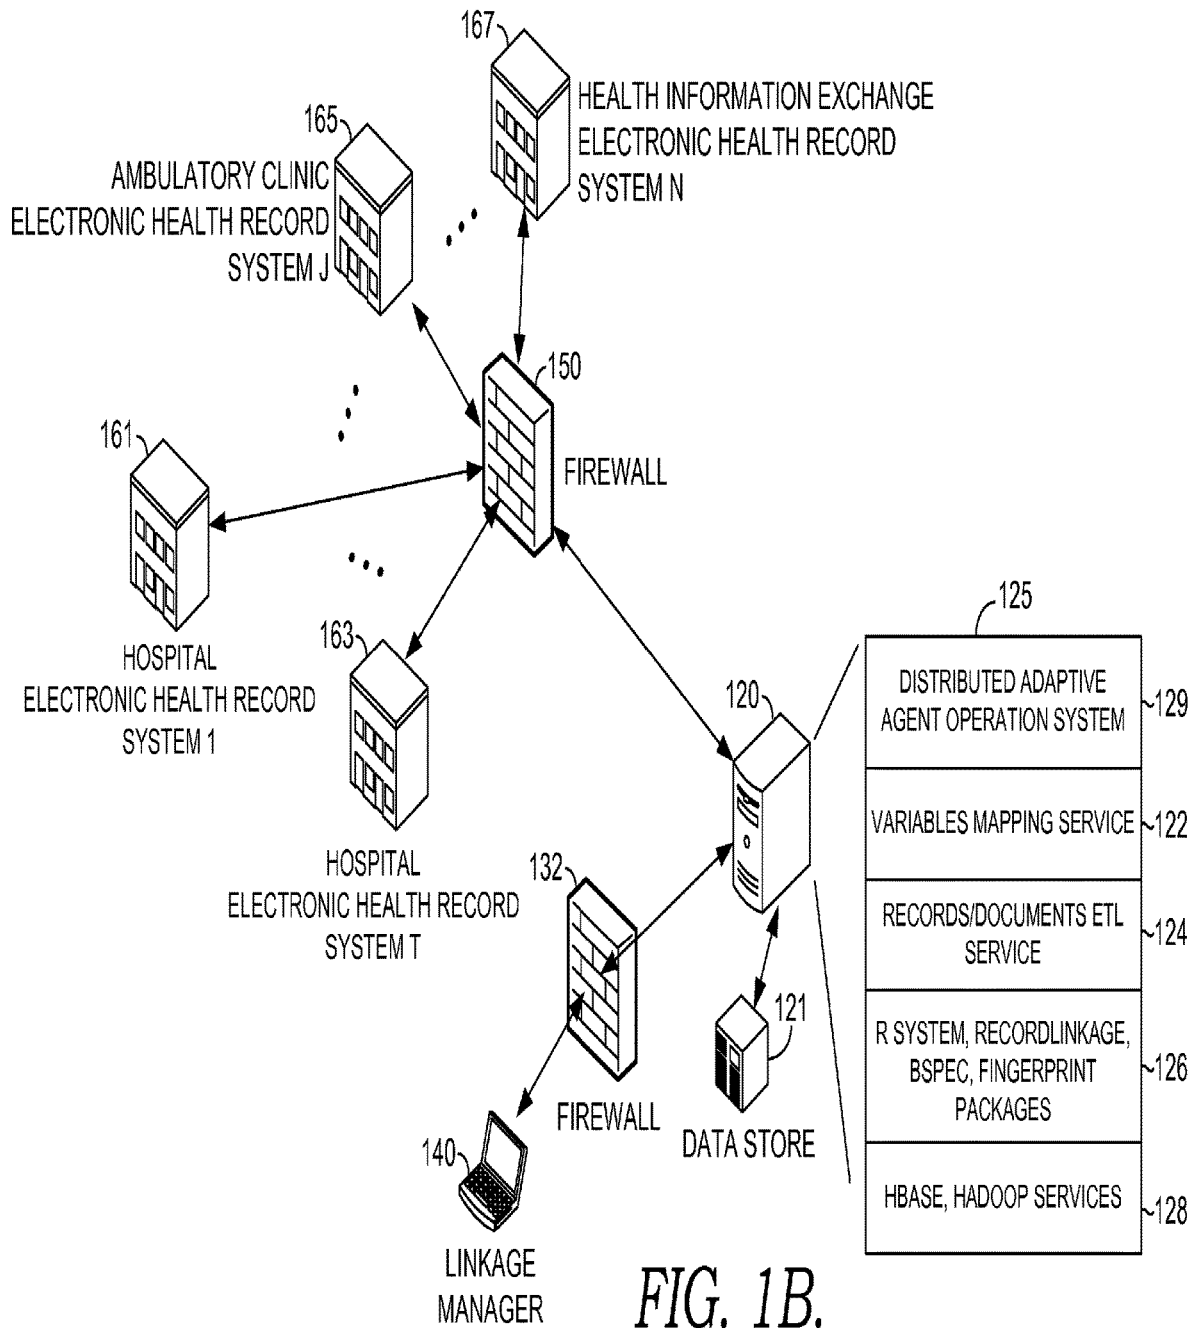 167
HEALTH INFORMATION EXCHANGE
ELECTRONIC HEALTH RECORD
SYSTEM N
165
AMBULATORY CLINIC
ELECTRONIC HEALTH RECORD
SYSTEM J
150
FIREWALL
161
HOSPITAL
ELECTRONIC HEALTH RECORD
SYSTEM 1
163
HOSPITAL
ELECTRONIC HEALTH RECORD
SYSTEM T
120
125
DISTRIBUTED ADAPTIVE
AGENT OPERATION SYSTEM
129
VARIABLES MAPPING SERVICE
122
RECORDS/DOCUMENTS ETL
SERVICE
124
R SYSTEM, RECORDLINKAGE,
BSPEC, FINGERPRINT
PACKAGES
126
HBASE, HADOOP SERVICES
128
132
FIREWALL
121
DATA STORE
140
LINKAGE
MANAGER
FIG. 1B.